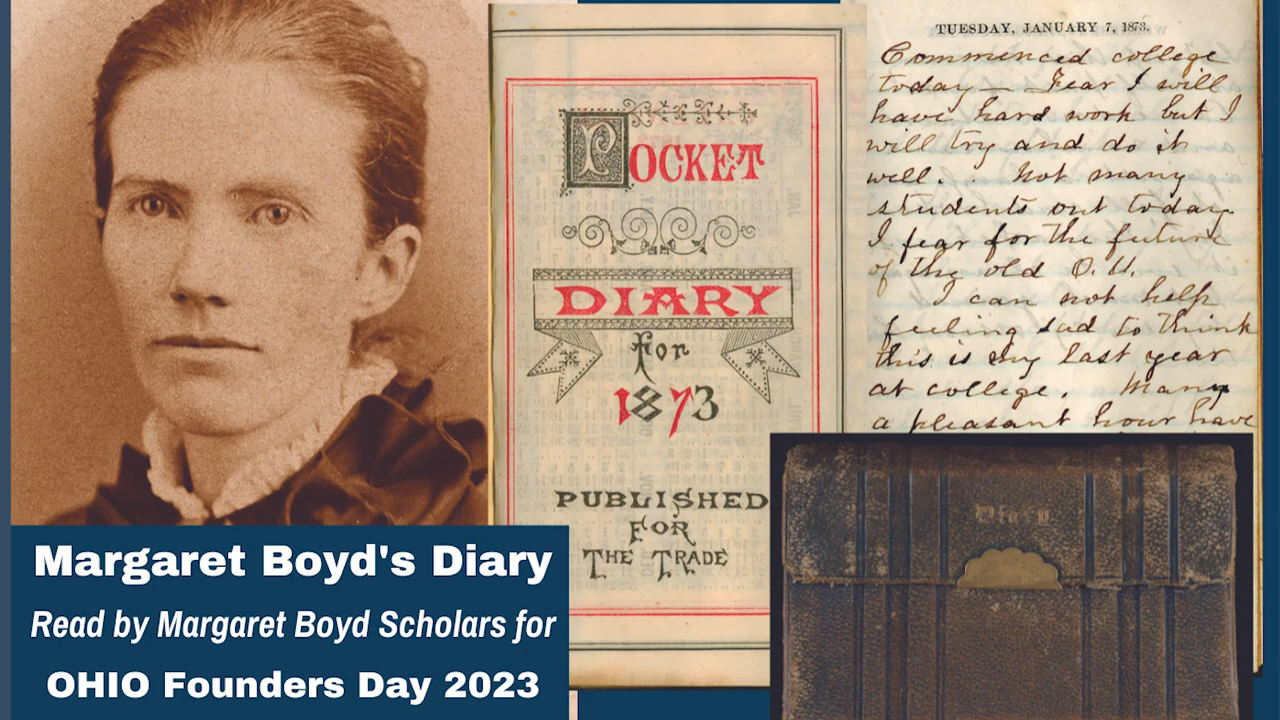 POCKET
DIARY
for
1873
PUBLISHED
FOR
THE TRADE
TUESDAY, JANUARY 7, 1873.
Commenced college
today — Fear I will
have hard work but I
will try and do it
well. . Not many
students out today.
I fear for the future
of the old O. U.
I can not help
feeling sad to think
this is my last year
at college. Many
a pleasant hour have
Diary
Margaret Boyd's Diary
Read by Margaret Boyd Scholars for
OHIO Founders Day 2023